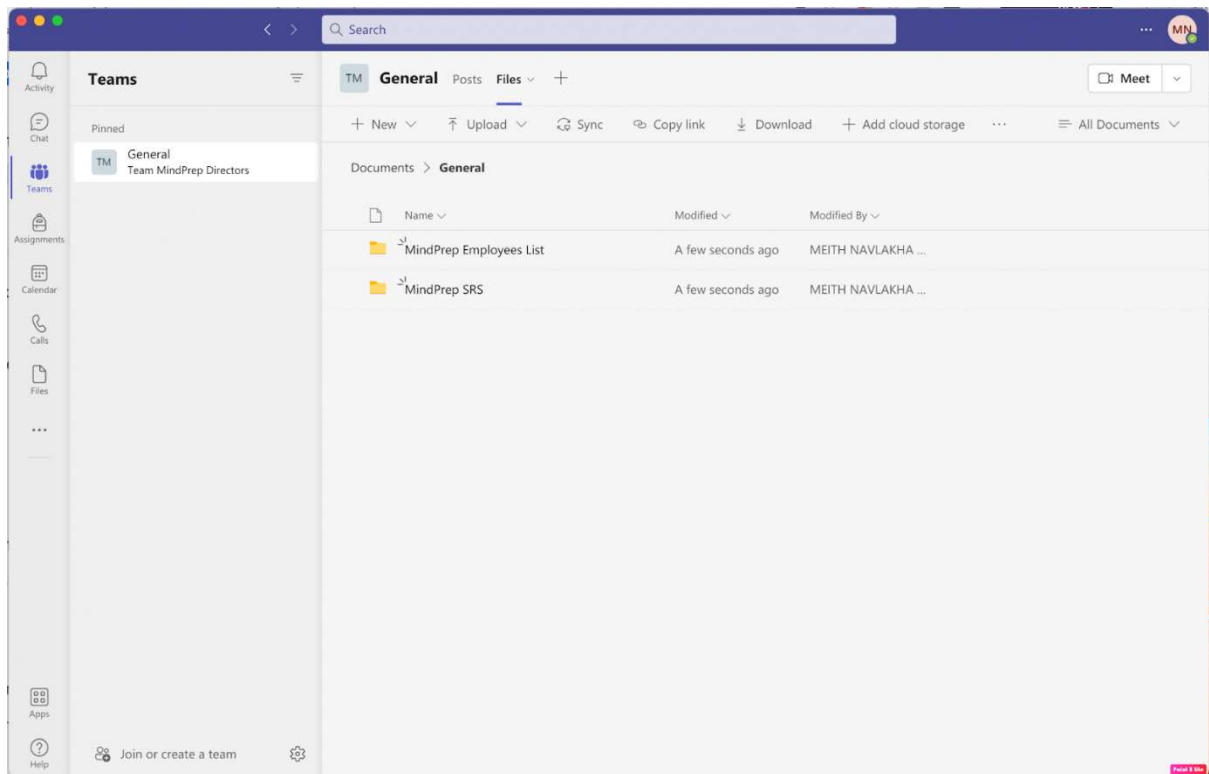 Search
MN
Activity
Chat
Teams
Assignments
Calendar
Calls
Files
Apps
Help
Teams
Pinned
TM
General
Team MindPrep Directors
Join or create a team
TM General Posts Files
Meet
New Upload Sync Copy link Download Add cloud storage All Documents
Documents > General
Name Modified Modified By
MindPrep Employees List A few seconds ago MEITH NAVLAKHA ...
MindPrep SRS A few seconds ago MEITH NAVLAKHA ...